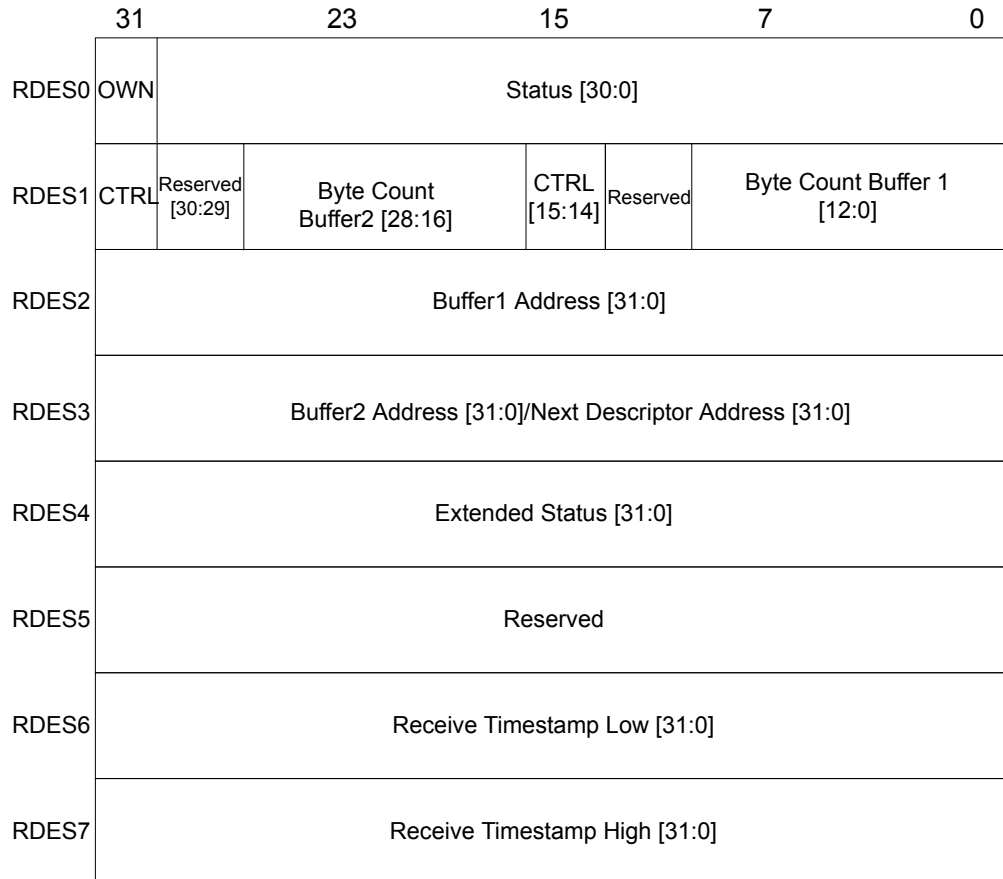 31 23 15 7 0
RDES0 OWN Status [30:0]
RDES1 CTRL Reserved [30:29] Byte Count Buffer2 [28:16] CTRL [15:14] Reserved Byte Count Buffer 1 [12:0]
RDES2 Buffer1 Address [31:0]
RDES3 Buffer2 Address [31:0]/Next Descriptor Address [31:0]
RDES4 Extended Status [31:0]
RDES5 Reserved
RDES6 Receive Timestamp Low [31:0]
RDES7 Receive Timestamp High [31:0]